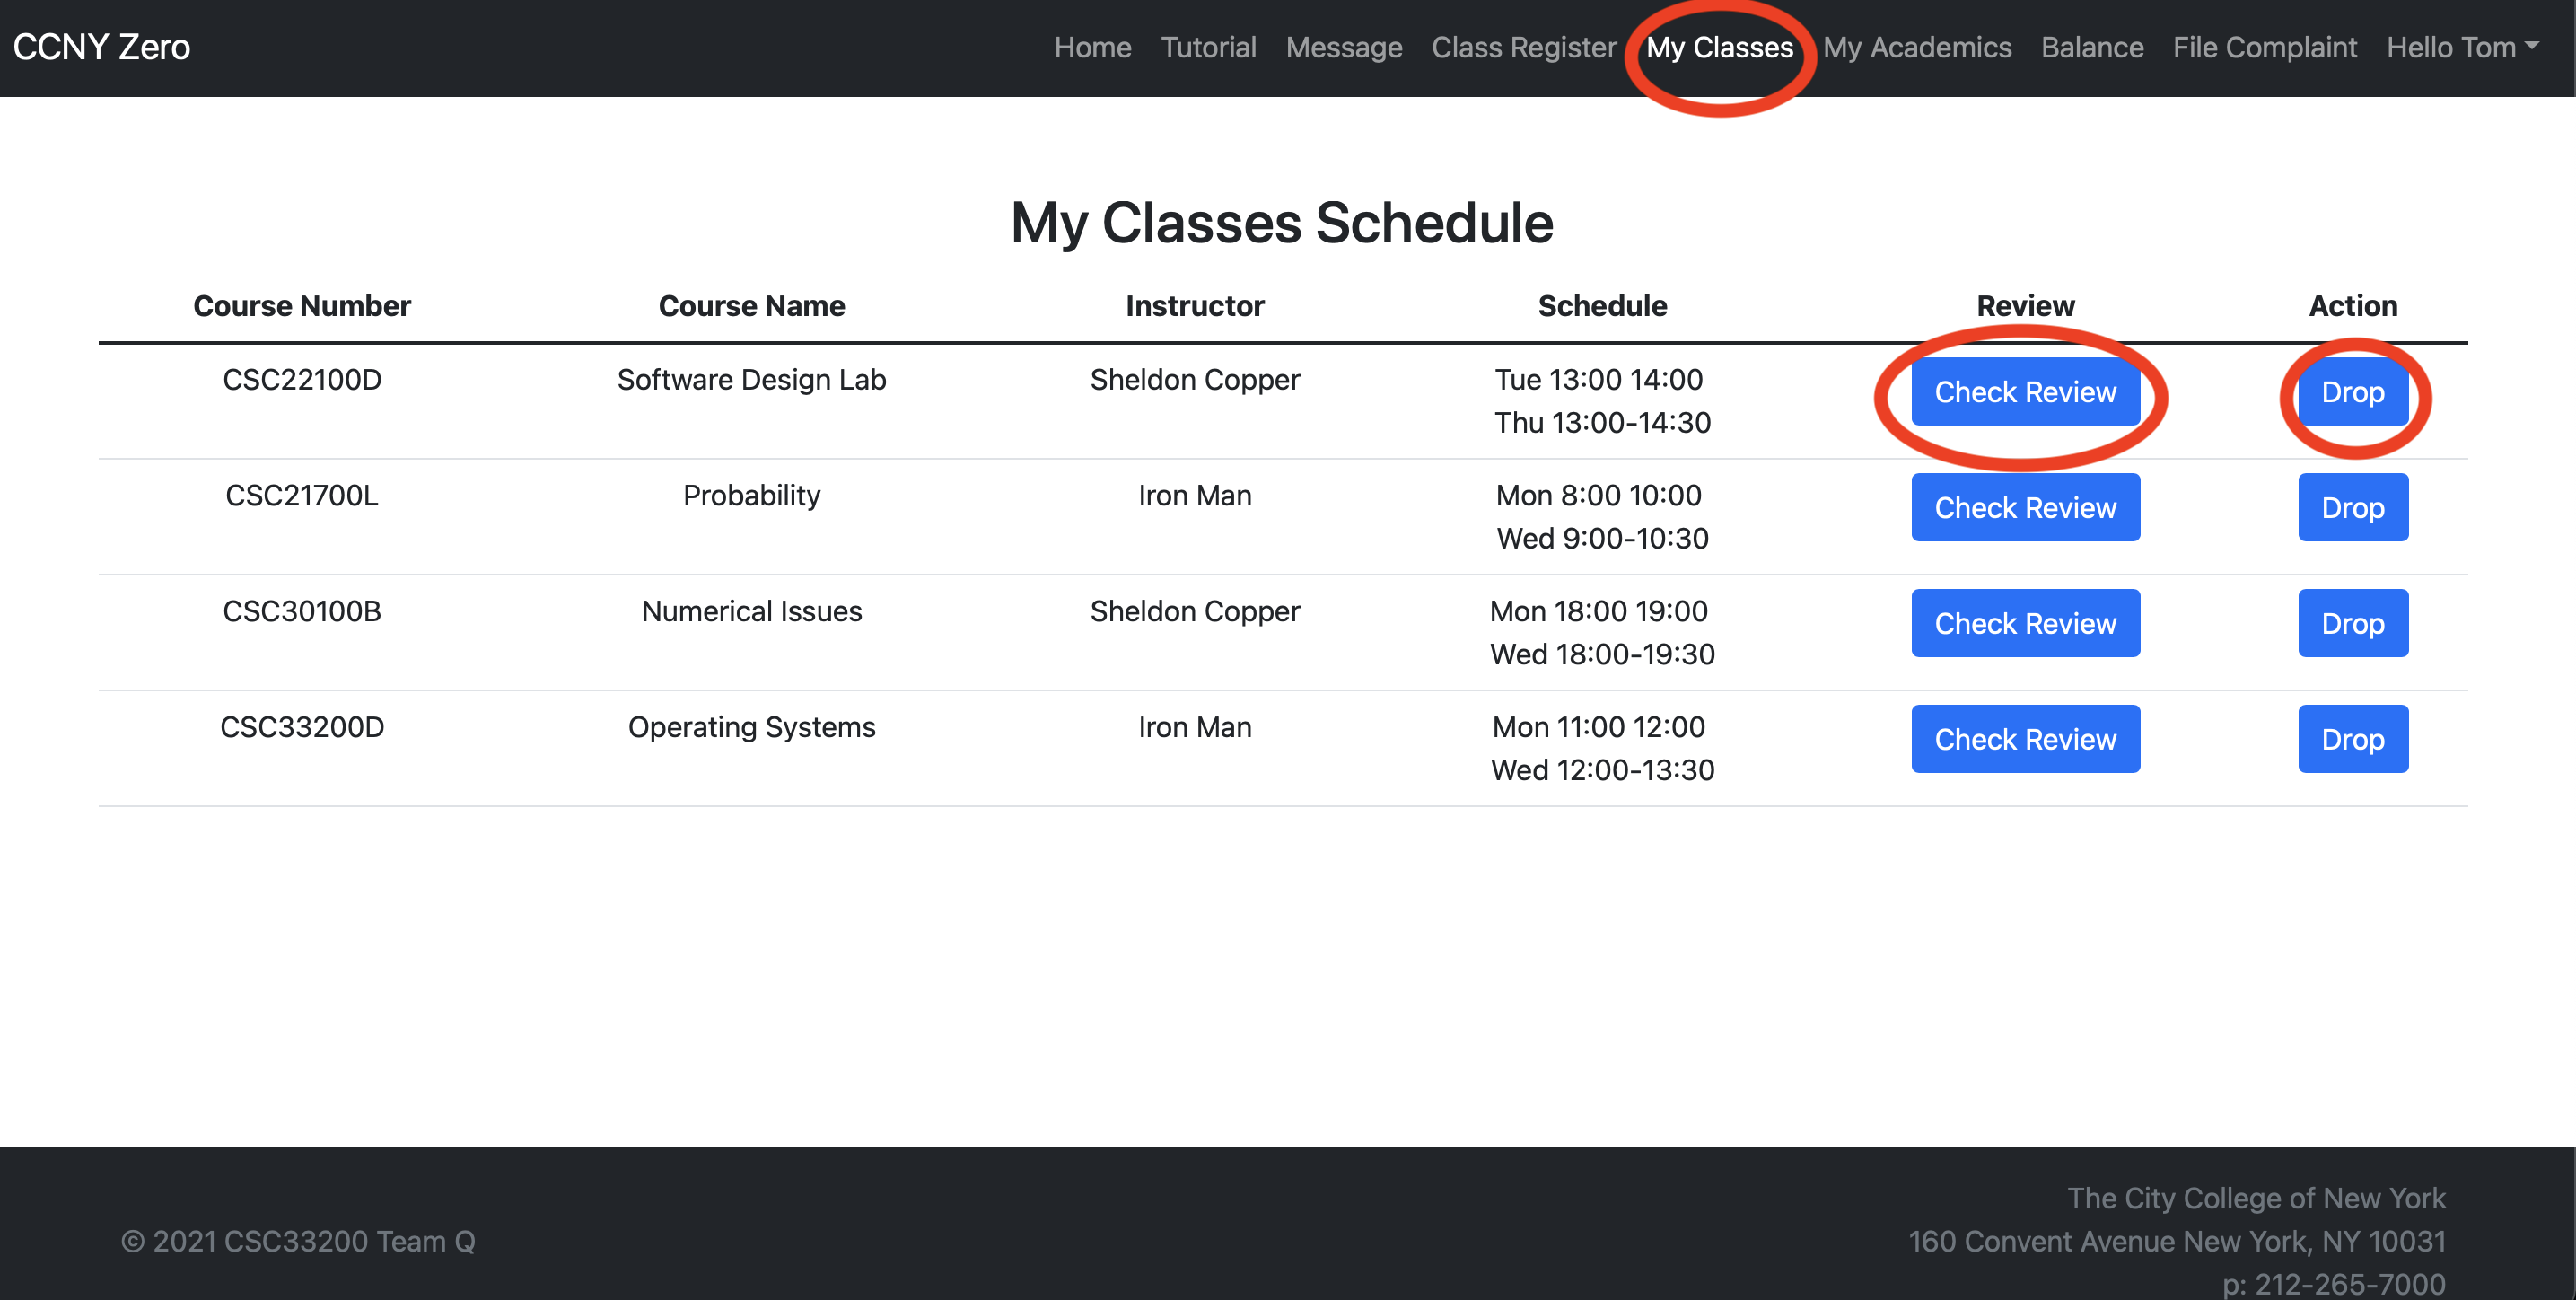 CCNY Zero Home Tutorial Message Class Register My Classes My Academics Balance File Complaint Hello Tom
My Classes Schedule
Course Number Course Name Instructor Schedule Review Action
CSC22100D Software Design Lab Sheldon Copper Tue 13:00 14:00 Check Review Drop
Thu 13:00-14:30
CSC21700L Probability Iron Man Mon 8:00 10:00 Check Review Drop
Wed 9:00-10:30
CSC30100B Numerical Issues Sheldon Copper Mon 18:00 19:00 Check Review Drop
Wed 18:00-19:30
CSC33200D Operating Systems Iron Man Mon 11:00 12:00 Check Review Drop
Wed 12:00-13:30
The City College of New York
© 2021 CSC33200 Team Q 160 Convent Avenue New York, NY 10031
p: 212-265-7000